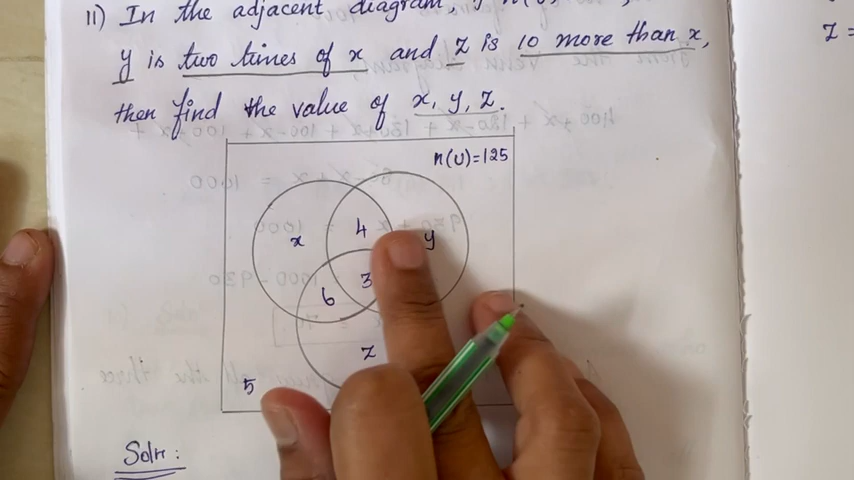 11) In the adjacent diagram,
y is two times of x and z is 10 more than x,
then find the value of x, y, z.
n(U)=125
x 4 y
6 3
z
5
Soln:
z =